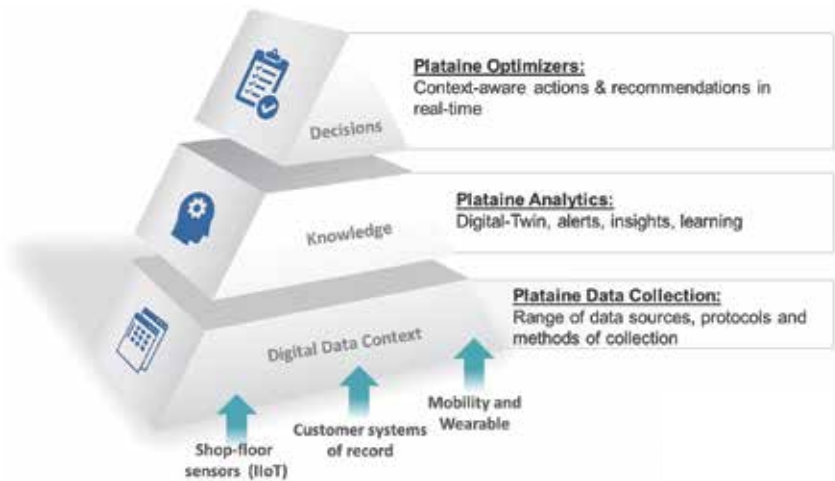 Plataine Optimizers:
Context-aware actions & recommendations in
real-time
Decisions
Plataine Analytics:
Digital-Twin, alerts, insights, learning
Knowledge
Plataine Data Collection:
Range of data sources, protocols and
methods of collection
Digital Data Context
Mobility and
Wearable
Customer systems
of record
Shop-floor
sensors (IIoT)